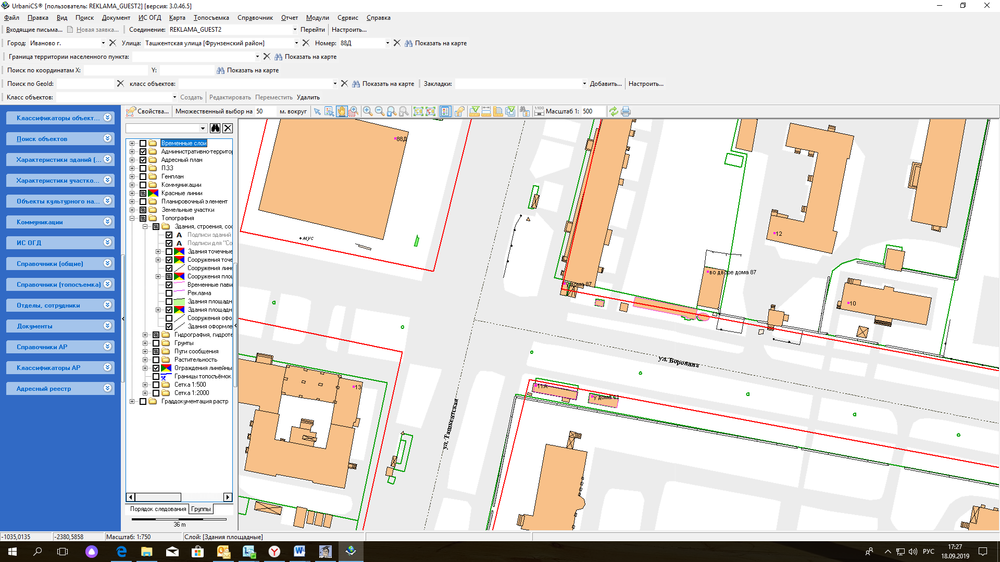 UrbaniCS® [пользователь: REKLAMA_GUEST2] [версия: 3.0.46.5]
Файл Правка Вид Поиск Документ ИС ОГД Карта Топосъемка Справочник Отчет Модули Сервис Справка
Входящие письма... Новая заявка... Соединение: REKLAMA_GUEST2 Перейти Настроить...
Город: Иваново г. Улица: Ташкентская улица [Фрунзенский район] Номер: 88Д Показать на карте
Граница территории населенного пункта: Показать на карте
Поиск по координатам X: Y: Показать на карте
Поиск по GeoId: класс объектов: Показать на карте Закладки: Добавить... Настроить...
Класс объектов: Создать Редактировать Переместить Удалить
Свойства... Множественный выбор на 50 м. вокруг 1:100 Масштаб 1: 500
Классификаторы объект...
Поиск объектов
Характеристики зданий (...
Характеристики участко...
Объекты культурного на...
Коммуникации
ИС ОГД
Справочники (общие)
Справочники (топосъемка)
Отделы, сотрудники
Документы
Справочники АР
Классификаторы АР
Адресный реестр
Временные слои
Административно-территор
Адресный план
ПЗЗ
Генплан
Коммуникации
Красные линии
Планировочный элемент
Земельные участки
Топография
Здания, строения, соо
А Подписи зданий
А Подписи для "Со
Здания точечные
Сооружения точе
Сооружения лине
Сооружения площ
Временные пави
Реклама
Здания площадн
Здания площадн
Сооружения офо
Здания оформле
Гидрография, гидроте
Грунты
Пути сообщения
Растительность
Ограждения линейны
Границы топосъёмок
Сетка 1:500
Сетка 1:2000
Граддокументация растр
Порядок следования Группы
36 m
88Д
мус
12
во дворе дома 87
у дома 87
10
ул. Воронина
13
11А
у дома 11
ул. Ташкентская
-1035,0135 -2380,5858 Масштаб: 1:750 Слой: [Здания площадные]
РУС
17:27
18.09.2019